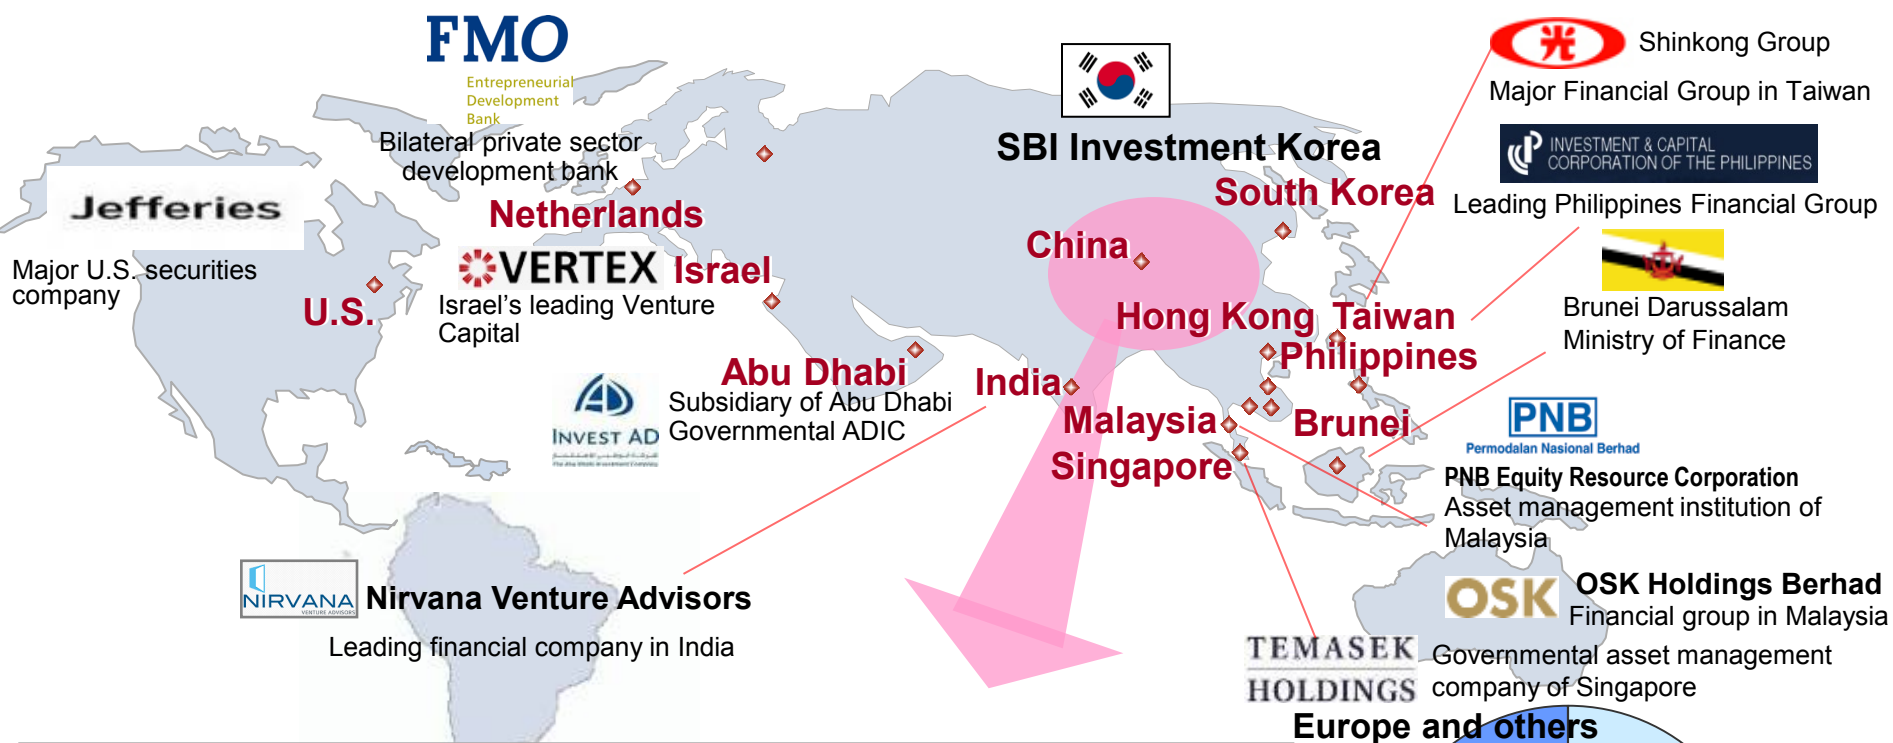 FMO
Entrepreneurial
Development
Bank
Bilateral private sector
development bank
Netherlands
Jefferies
Major U.S. securities
company
U.S.
VERTEX
Israel
Israel's leading Venture
Capital
Abu Dhabi
INVEST AD
Subsidiary of Abu Dhabi
Governmental ADIC
NIRVANA
VENTURE ADVISORS
Nirvana Venture Advisors
Leading financial company in India
SBI Investment Korea
South Korea
China
Hong Kong
Taiwan
Philippines
India
Malaysia
Brunei
Singapore
光
Shinkong Group
Major Financial Group in Taiwan
INVESTMENT & CAPITAL
CORPORATION OF THE PHILIPPINES
Leading Philippines Financial Group
Brunei Darussalam
Ministry of Finance
PNB
Permodalan Nasional Berhad
PNB Equity Resource Corporation
Asset management institution of
Malaysia
OSK
OSK Holdings Berhad
Financial group in Malaysia
TEMASEK
HOLDINGS
Governmental asset management
company of Singapore
Europe and others